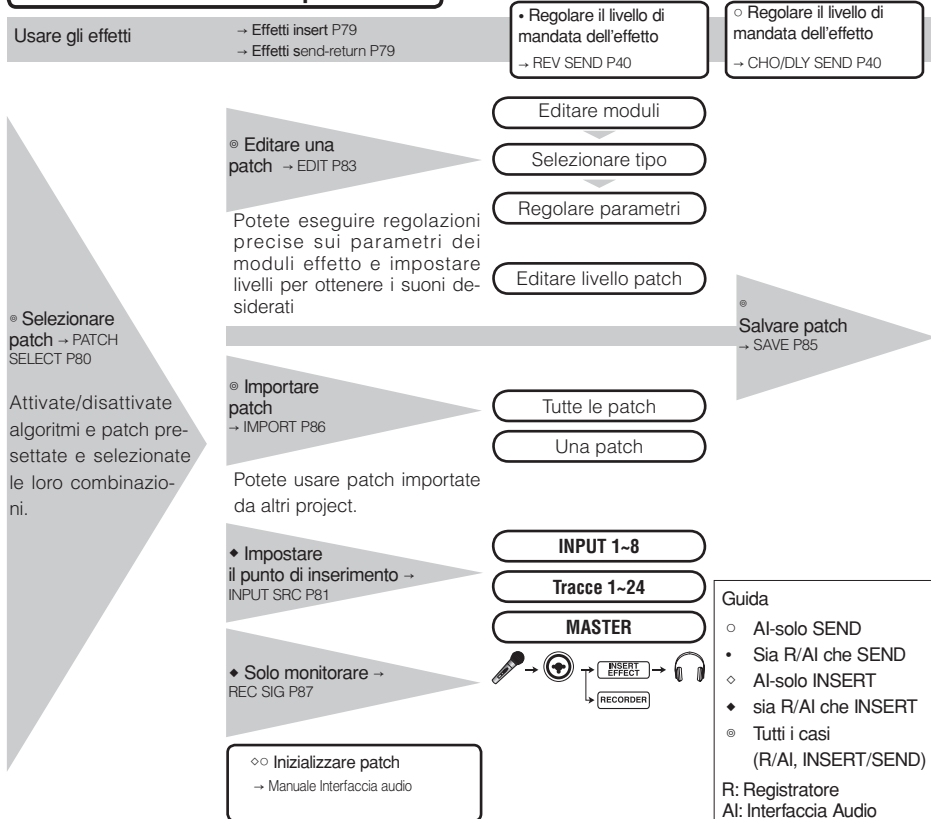 Usare gli effetti
→ Effetti insert P79
→ Effetti send-return P79
• Regolare il livello di
mandata dell'effetto
→ REV SEND P40
○ Regolare il livello di
mandata dell'effetto
→ CHO/DLY SEND P40
◎ Selezionare
patch → PATCH
SELECT P80
Attivate/disattivate
algoritmi e patch pre-
settate e selezionate
le loro combinazio-
ni.
◎ Editare una
patch → EDIT P83
Potete eseguire regolazioni
precise sui parametri dei
moduli effetto e impostare
livelli per ottenere i suoni de-
siderati
Editare moduli
Selezionare tipo
Regolare parametri
Editare livello patch
◎
Salvare patch
→ SAVE P85
◎ Importare
patch
→ IMPORT P86
Potete usare patch importate
da altri project.
Tutte le patch
Una patch
◆ Impostare
il punto di inserimento →
INPUT SRC P81
INPUT 1~8
Tracce 1~24
MASTER
◆ Solo monitorare →
REC SIG P87
INSERT
EFFECT
RECORDER
◇○ Inizializzare patch
→ Manuale Interfaccia audio
Guida
○ AI-solo SEND
• Sia R/AI che SEND
◇ AI-solo INSERT
◆ sia R/AI che INSERT
◎ Tutti i casi
(R/AI, INSERT/SEND)
R: Registratore
AI: Interfaccia Audio